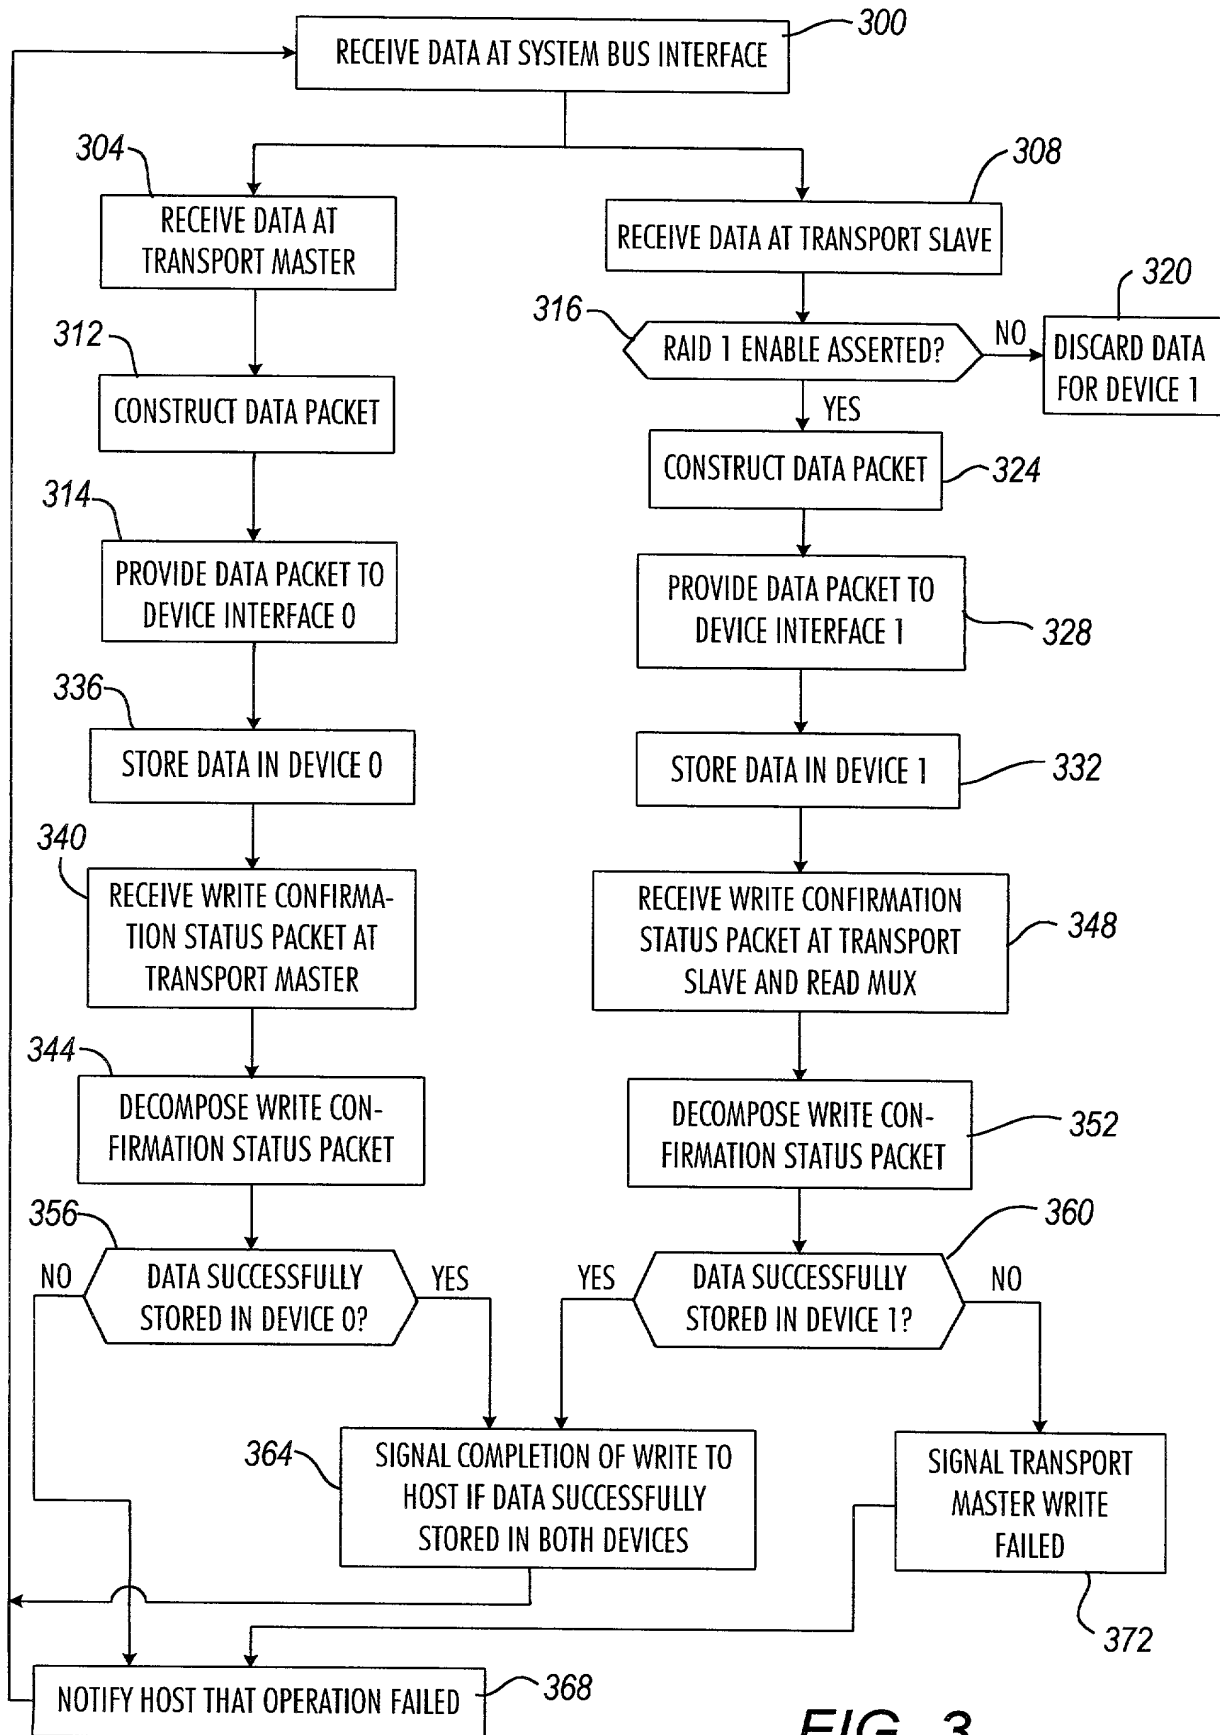 300
RECEIVE DATA AT SYSTEM BUS INTERFACE
304
RECEIVE DATA AT
TRANSPORT MASTER
308
RECEIVE DATA AT TRANSPORT SLAVE
312
CONSTRUCT DATA PACKET
316
RAID 1 ENABLE ASSERTED?
NO
320
DISCARD DATA
FOR DEVICE 1
YES
CONSTRUCT DATA PACKET
324
314
PROVIDE DATA PACKET TO
DEVICE INTERFACE 0
PROVIDE DATA PACKET TO
DEVICE INTERFACE 1
328
336
STORE DATA IN DEVICE 0
STORE DATA IN DEVICE 1
332
340
RECEIVE WRITE CONFIRMA-
TION STATUS PACKET AT
TRANSPORT MASTER
RECEIVE WRITE CONFIRMATION
STATUS PACKET AT TRANSPORT
SLAVE AND READ MUX
348
344
DECOMPOSE WRITE CON-
FIRMATION STATUS PACKET
DECOMPOSE WRITE CON-
FIRMATION STATUS PACKET
352
356
NO
DATA SUCCESSFULLY
STORED IN DEVICE 0?
YES
360
YES
DATA SUCCESSFULLY
STORED IN DEVICE 1?
NO
364
SIGNAL COMPLETION OF WRITE TO
HOST IF DATA SUCCESSFULLY
STORED IN BOTH DEVICES
SIGNAL TRANSPORT
MASTER WRITE
FAILED
372
NOTIFY HOST THAT OPERATION FAILED
368
FIG. 3